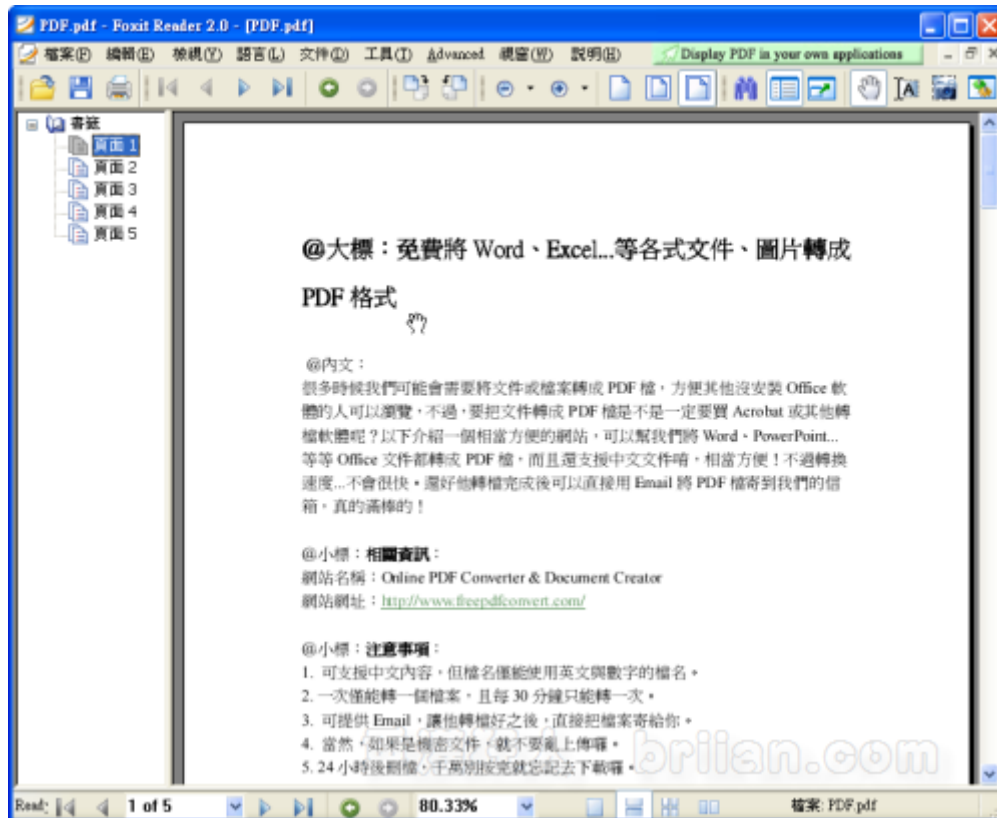 PDF.pdf - Foxit Reader 2.0 - [PDF.pdf]
檔案(F) 編輯(E) 檢視(V) 語言(L) 文件(D) 工具(T) Advanced 視窗(W) 說明(H) Display PDF in your own applications
書籤
頁面 1
頁面 2
頁面 3
頁面 4
頁面 5
@大標：免費將 Word、Excel...等各式文件、圖片轉成
PDF 格式
@內文：
很多時候我們可能會需要將文件或檔案轉成 PDF 檔，方便其他沒安裝 Office 軟
體的人可以瀏覽，不過，要把文件轉成 PDF 檔是不是一定要買 Acrobat 或其他轉
檔軟體呢？以下介紹一個相當方便的網站，可以幫我們將 Word、PowerPoint...
等等 Office 文件都轉成 PDF 檔，而且還支援中文文件唷，相當方便！不過轉換
速度...不會很快。還好他轉檔完成後可以直接用 Email 將 PDF 檔寄到我們的信
箱，真的滿棒的！
@小標：相關資訊：
網站名稱：Online PDF Converter & Document Creator
網站網址：http://www.freepdfconvert.com/
@小標：注意事項：
1. 可支援中文內容，但檔名僅能使用英文與數字的檔名。
2. 一次僅能轉一個檔案，且每 30 分鐘只能轉一次。
3. 可提供 Email，讓他轉檔好之後，直接把檔案寄給你。
4. 當然，如果是機密文件，就不要亂上傳囉。
5. 24 小時後刪檔，千萬別按完就忘記去下載囉。
briian.com
Ready 1 of 5 80.33% 檔案: PDF.pdf